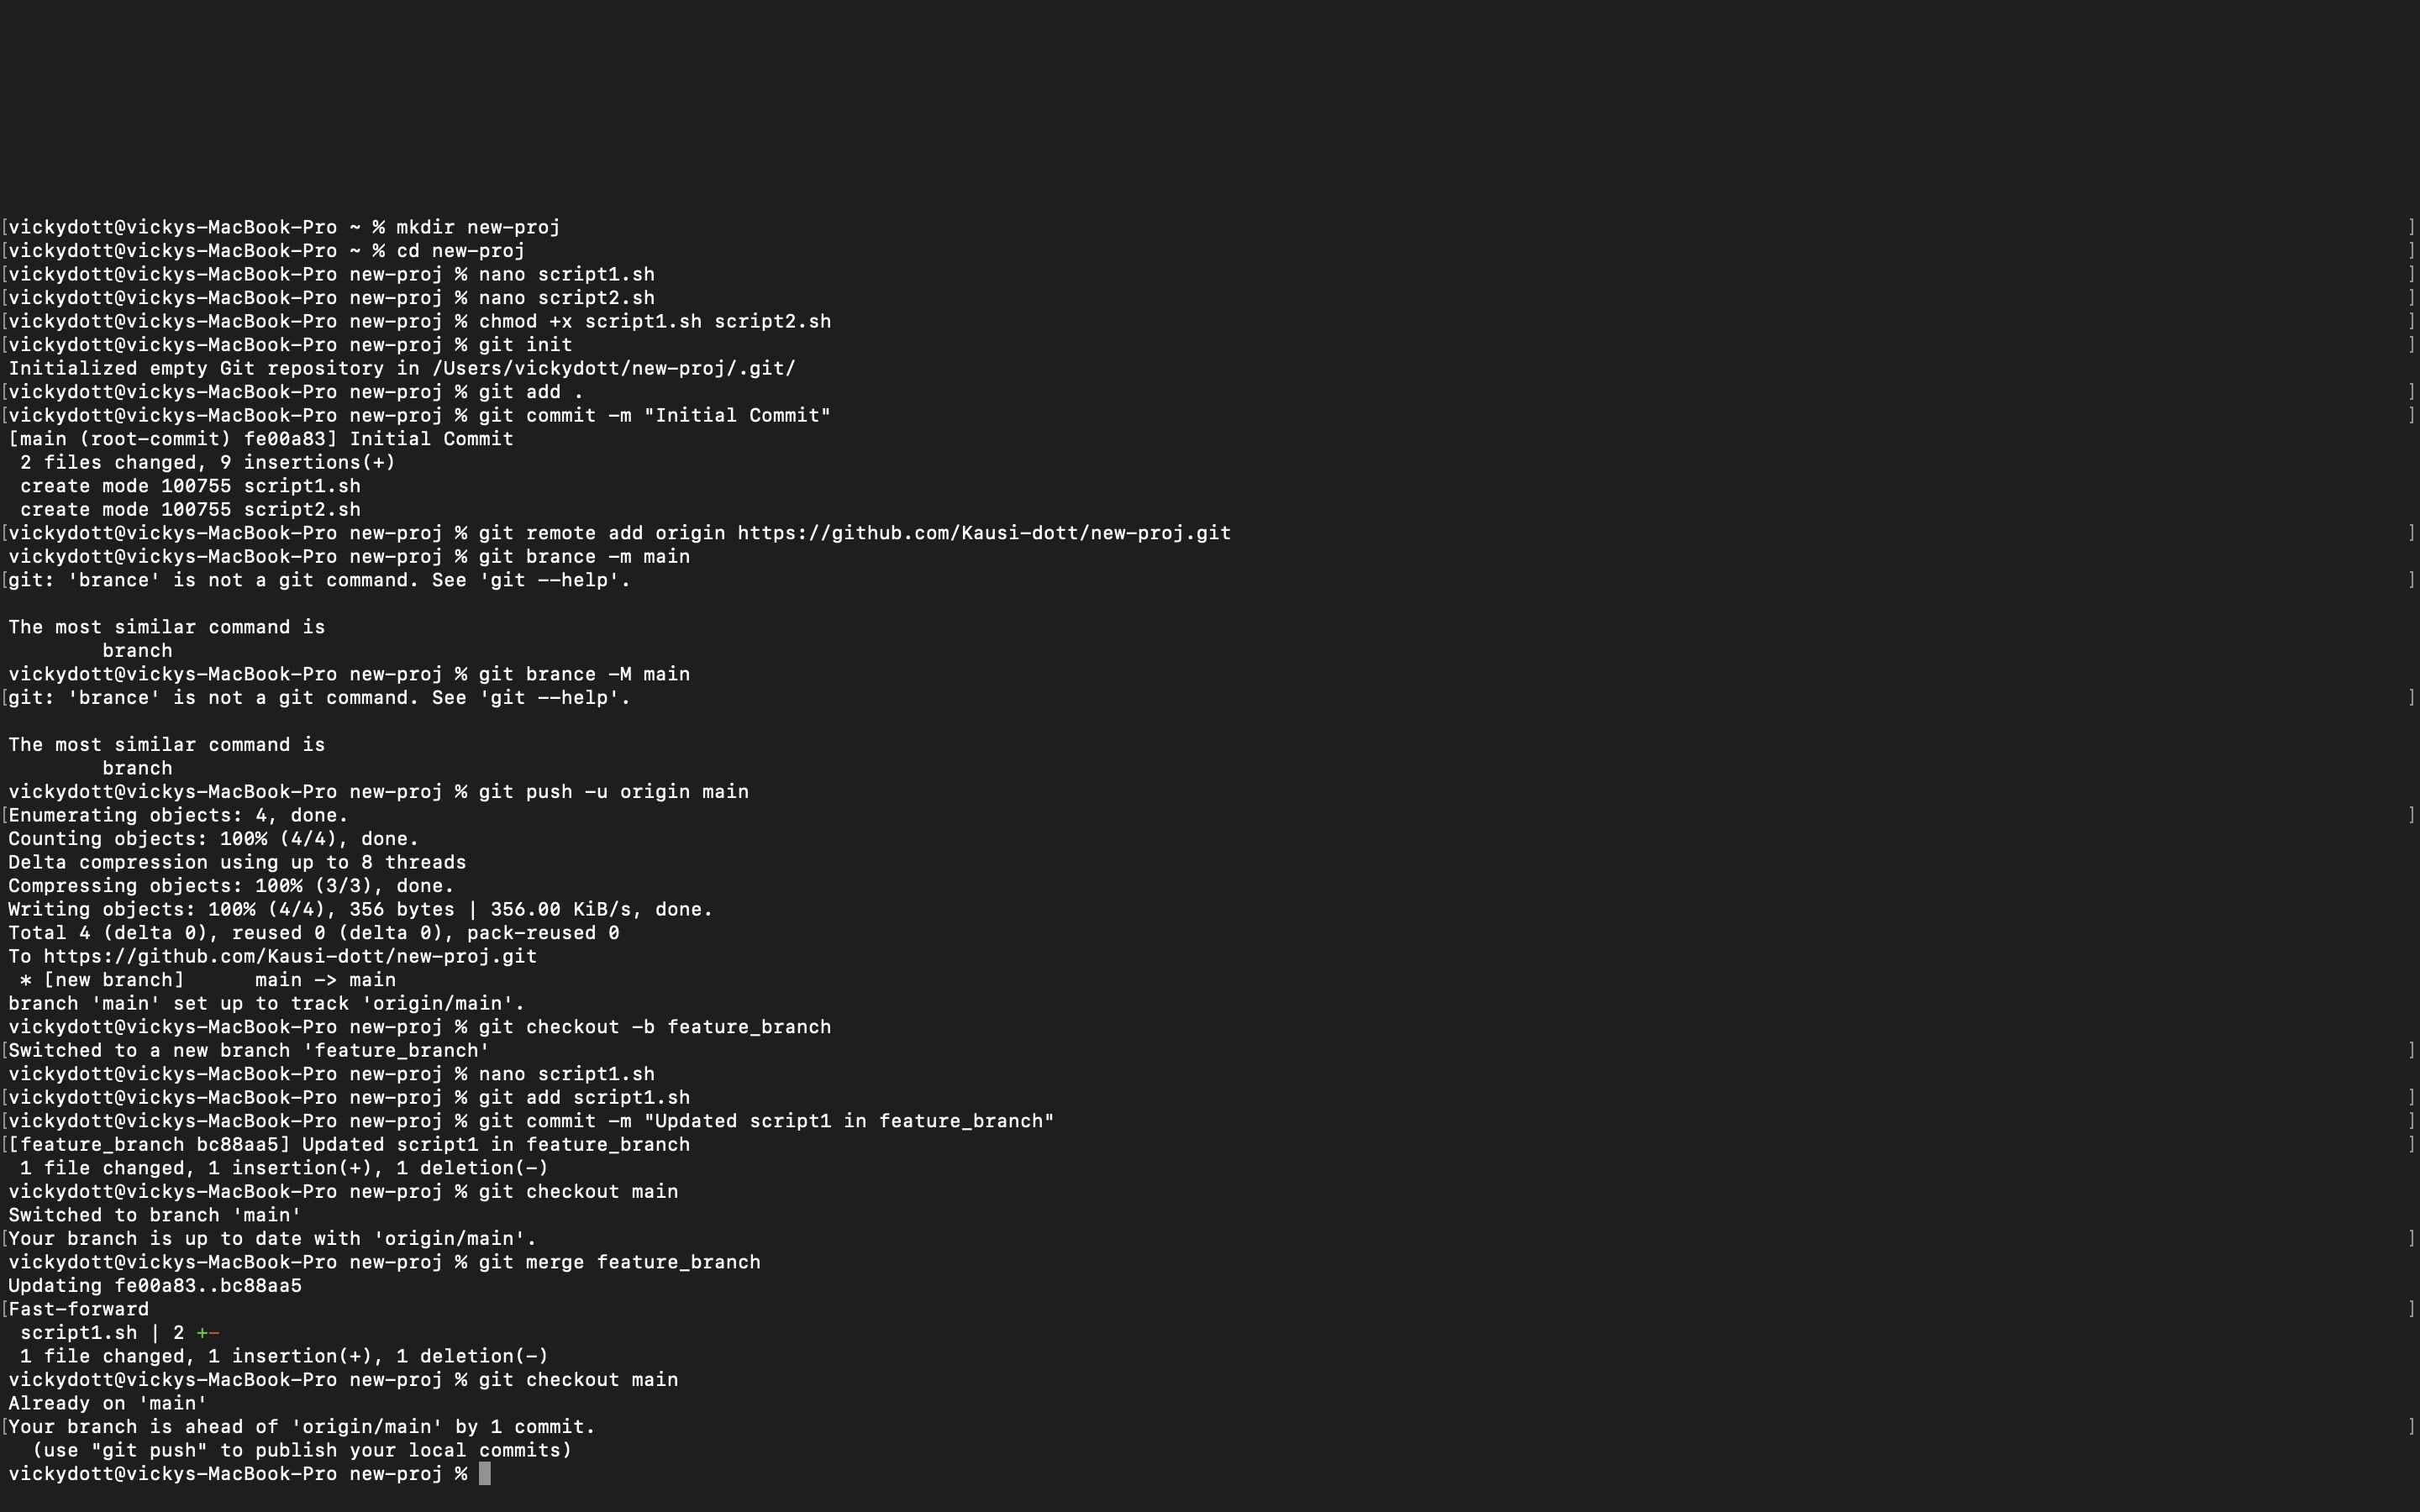 [vickydott@vickys-MacBook-Pro ~ % mkdir new-proj ]
[vickydott@vickys-MacBook-Pro ~ % cd new-proj ]
[vickydott@vickys-MacBook-Pro new-proj % nano script1.sh ]
[vickydott@vickys-MacBook-Pro new-proj % nano script2.sh ]
[vickydott@vickys-MacBook-Pro new-proj % chmod +x script1.sh script2.sh ]
[vickydott@vickys-MacBook-Pro new-proj % git init ]
Initialized empty Git repository in /Users/vickydott/new-proj/.git/
[vickydott@vickys-MacBook-Pro new-proj % git add . ]
[vickydott@vickys-MacBook-Pro new-proj % git commit -m "Initial Commit" ]
[main (root-commit) fe00a83] Initial Commit
 2 files changed, 9 insertions(+)
 create mode 100755 script1.sh
 create mode 100755 script2.sh
[vickydott@vickys-MacBook-Pro new-proj % git remote add origin https://github.com/Kausi-dott/new-proj.git ]
vickydott@vickys-MacBook-Pro new-proj % git brance -m main
[git: 'brance' is not a git command. See 'git --help'. ]
The most similar command is
        branch
vickydott@vickys-MacBook-Pro new-proj % git brance -M main
[git: 'brance' is not a git command. See 'git --help'. ]
The most similar command is
        branch
vickydott@vickys-MacBook-Pro new-proj % git push -u origin main
[Enumerating objects: 4, done. ]
Counting objects: 100% (4/4), done.
Delta compression using up to 8 threads
Compressing objects: 100% (3/3), done.
Writing objects: 100% (4/4), 356 bytes | 356.00 KiB/s, done.
Total 4 (delta 0), reused 0 (delta 0), pack-reused 0
To https://github.com/Kausi-dott/new-proj.git
 * [new branch]      main -> main
branch 'main' set up to track 'origin/main'.
vickydott@vickys-MacBook-Pro new-proj % git checkout -b feature_branch
[Switched to a new branch 'feature_branch' ]
vickydott@vickys-MacBook-Pro new-proj % nano script1.sh
[vickydott@vickys-MacBook-Pro new-proj % git add script1.sh ]
[vickydott@vickys-MacBook-Pro new-proj % git commit -m "Updated script1 in feature_branch" ]
[[feature_branch bc88aa5] Updated script1 in feature_branch ]
 1 file changed, 1 insertion(+), 1 deletion(-)
vickydott@vickys-MacBook-Pro new-proj % git checkout main
Switched to branch 'main'
[Your branch is up to date with 'origin/main'. ]
vickydott@vickys-MacBook-Pro new-proj % git merge feature_branch
Updating fe00a83..bc88aa5
[Fast-forward ]
 script1.sh | 2 +-
 1 file changed, 1 insertion(+), 1 deletion(-)
vickydott@vickys-MacBook-Pro new-proj % git checkout main
Already on 'main'
[Your branch is ahead of 'origin/main' by 1 commit. ]
  (use "git push" to publish your local commits)
vickydott@vickys-MacBook-Pro new-proj %